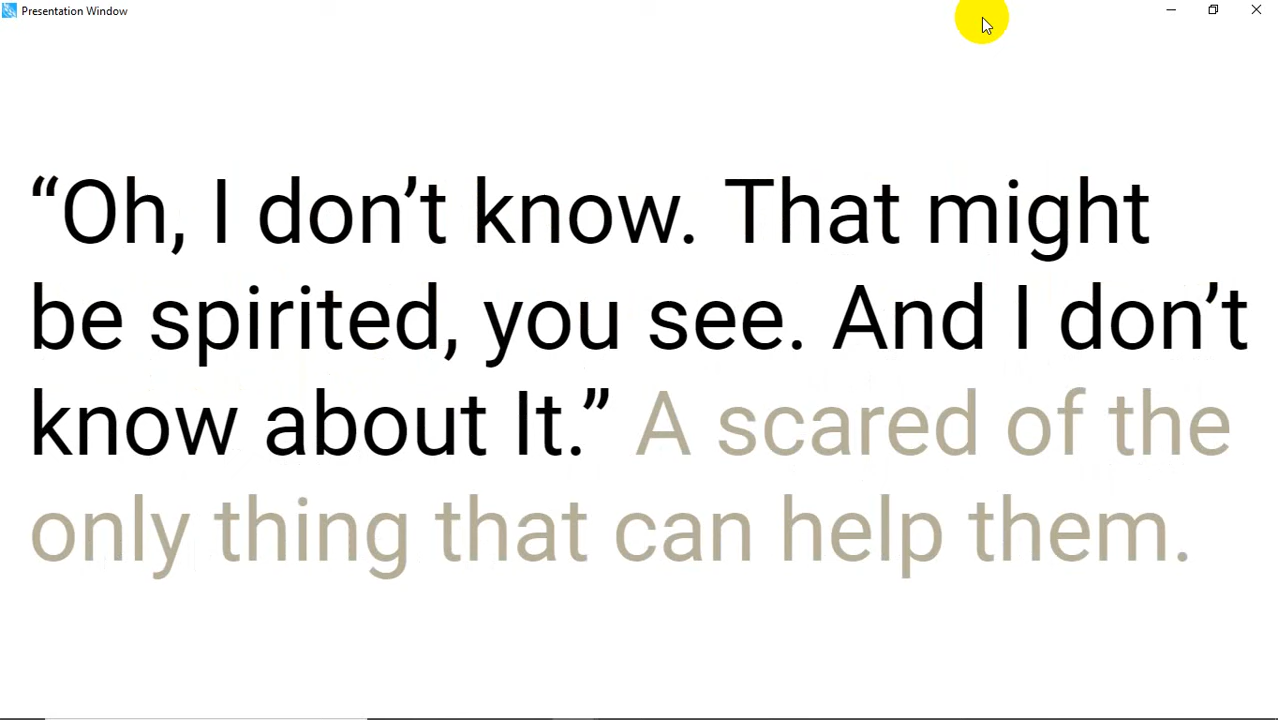 Presentation Window
“Oh, I don’t know. That might
be spirited, you see. And I don’t
know about It.” A scared of the
only thing that can help them.